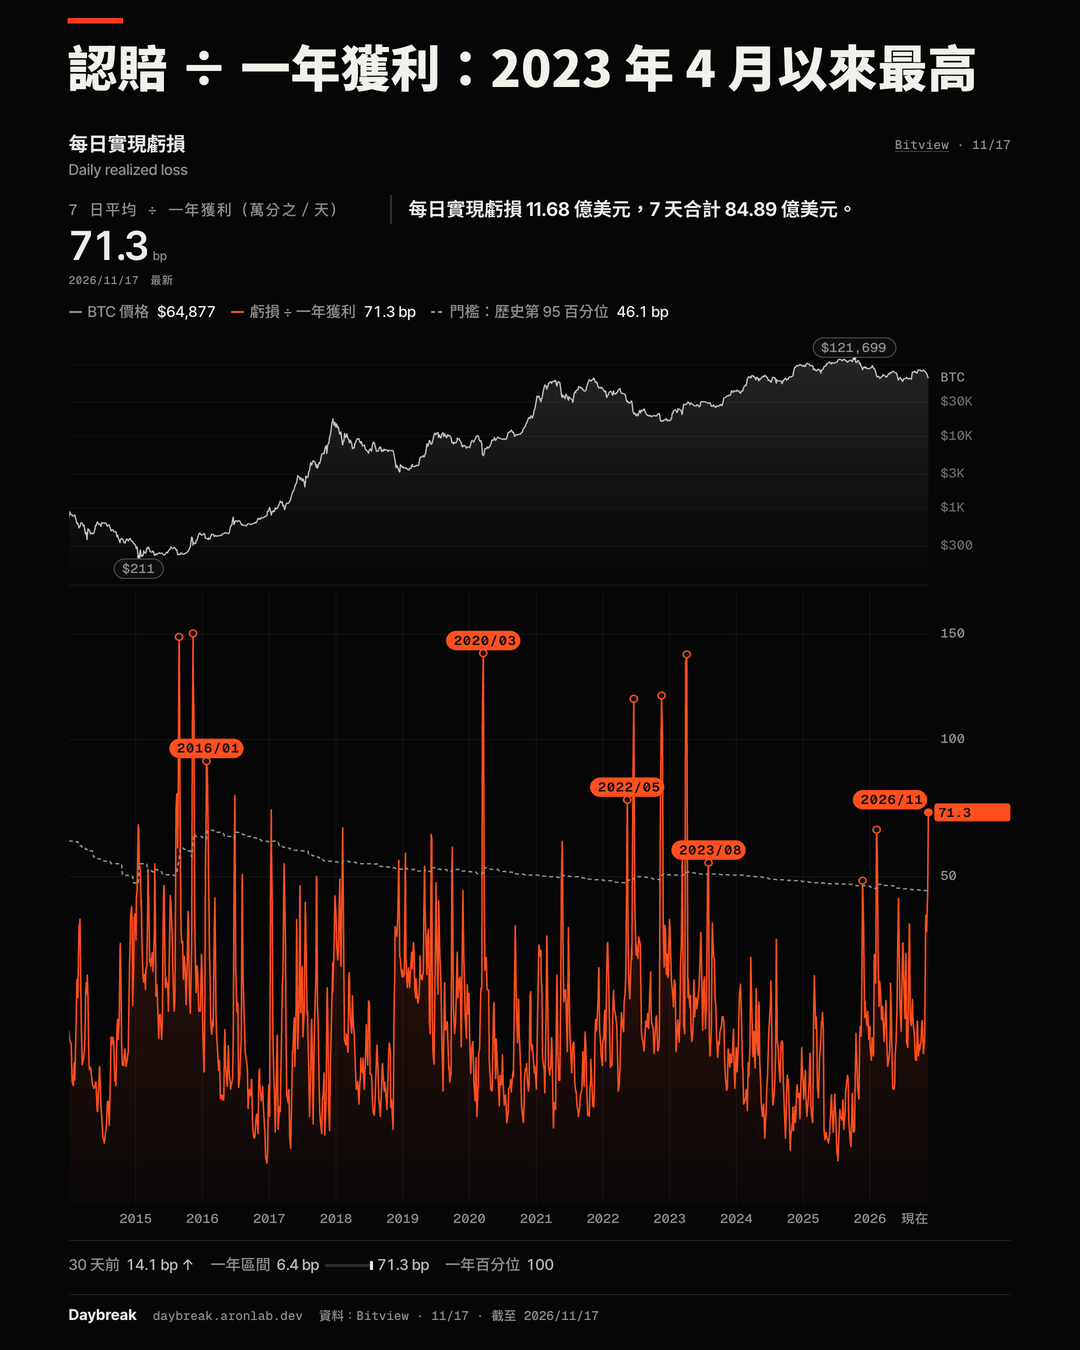 認賠 ÷ 一年獲利：2023 年 4 月以來最高
每日實現虧損
Bitview · 11/17
Daily realized loss
7 日平均 ÷ 一年獲利（萬分之 / 天）
每日實現虧損 11.68 億美元，7 天合計 84.89 億美元。
71.3 bp
2026/11/17 最新
BTC 價格 $64,877 虧損 ÷ 一年獲利 71.3 bp 門檻：歷史第 95 百分位 46.1 bp
$121,699
BTC
$30K
$10K
$3K
$1K
$300
$211
150
2020/03
100
2016/01
2022/05
2026/11
71.3
2023/08
50
2015 2016 2017 2018 2019 2020 2021 2022 2023 2024 2025 2026 現在
30 天前 14.1 bp ↑ 一年區間 6.4 bp 71.3 bp 一年百分位 100
Daybreak daybreak.aronlab.dev 資料：Bitview · 11/17 · 截至 2026/11/17